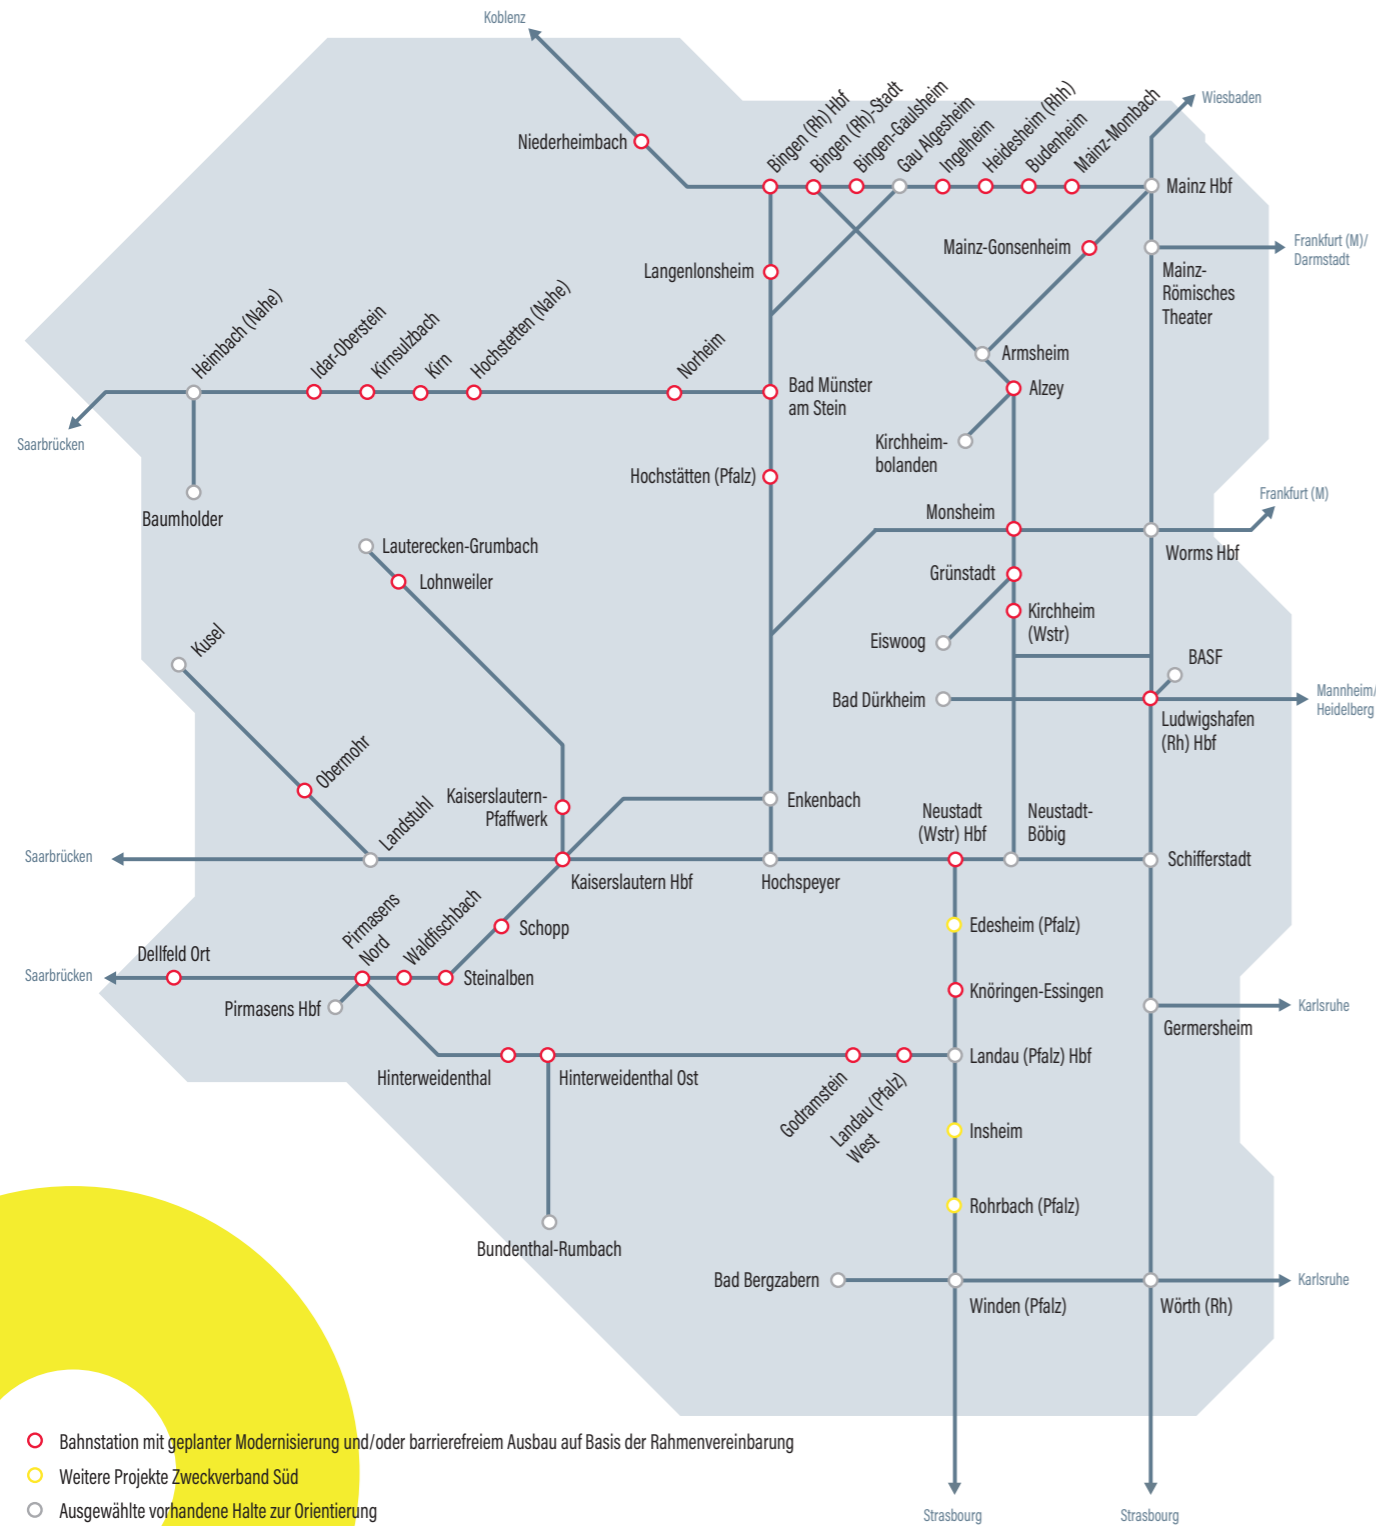 Koblenz
Wiesbaden
Niederheimbach
Bingen (Rh) Hbf
Bingen (Rh)-Stadt
Bingen-Gaulsheim
Gau Algesheim
Ingelheim
Heidesheim (Rhh)
Budenheim
Mainz-Mombach
Mainz Hbf
Mainz-Gonsenheim
Frankfurt (M)/
Darmstadt
Langenlonsheim
Mainz-
Römisches
Theater
Heimbach (Nahe)
Idar-Oberstein
Kirnsulzbach
Kirn
Hochstetten (Nahe)
Norheim
Armsheim
Bad Münster
am Stein
Alzey
Saarbrücken
Kirchheim-
bolanden
Hochstätten (Pfalz)
Baumholder
Frankfurt (M)
Monsheim
Worms Hbf
Lauterecken-Grumbach
Lohnweiler
Grünstadt
Kirchheim
(Wstr)
Eiswoog
Kusel
BASF
Bad Dürkheim
Mannheim/
Heidelberg
Ludwigshafen
(Rh) Hbf
Obermohr
Landstuhl
Kaiserslautern-
Pfaffwerk
Enkenbach
Neustadt
(Wstr) Hbf
Neustadt-
Böbig
Saarbrücken
Kaiserslautern Hbf
Hochspeyer
Schifferstadt
Pirmasens
Nord
Waldfischbach
Schopp
Edesheim (Pfalz)
Dellfeld Ort
Saarbrücken
Steinalben
Knöringen-Essingen
Pirmasens Hbf
Karlsruhe
Germersheim
Hinterweidenthal
Hinterweidenthal Ost
Godramstein
Landau (Pfalz)
West
Landau (Pfalz) Hbf
Insheim
Rohrbach (Pfalz)
Bundenthal-Rumbach
Bad Bergzabern
Winden (Pfalz)
Wörth (Rh)
Karlsruhe
Bahnstation mit geplanter Modernisierung und/oder barrierefreiem Ausbau auf Basis der Rahmenvereinbarung
Weitere Projekte Zweckverband Süd
Ausgewählte vorhandene Halte zur Orientierung
Strasbourg
Strasbourg